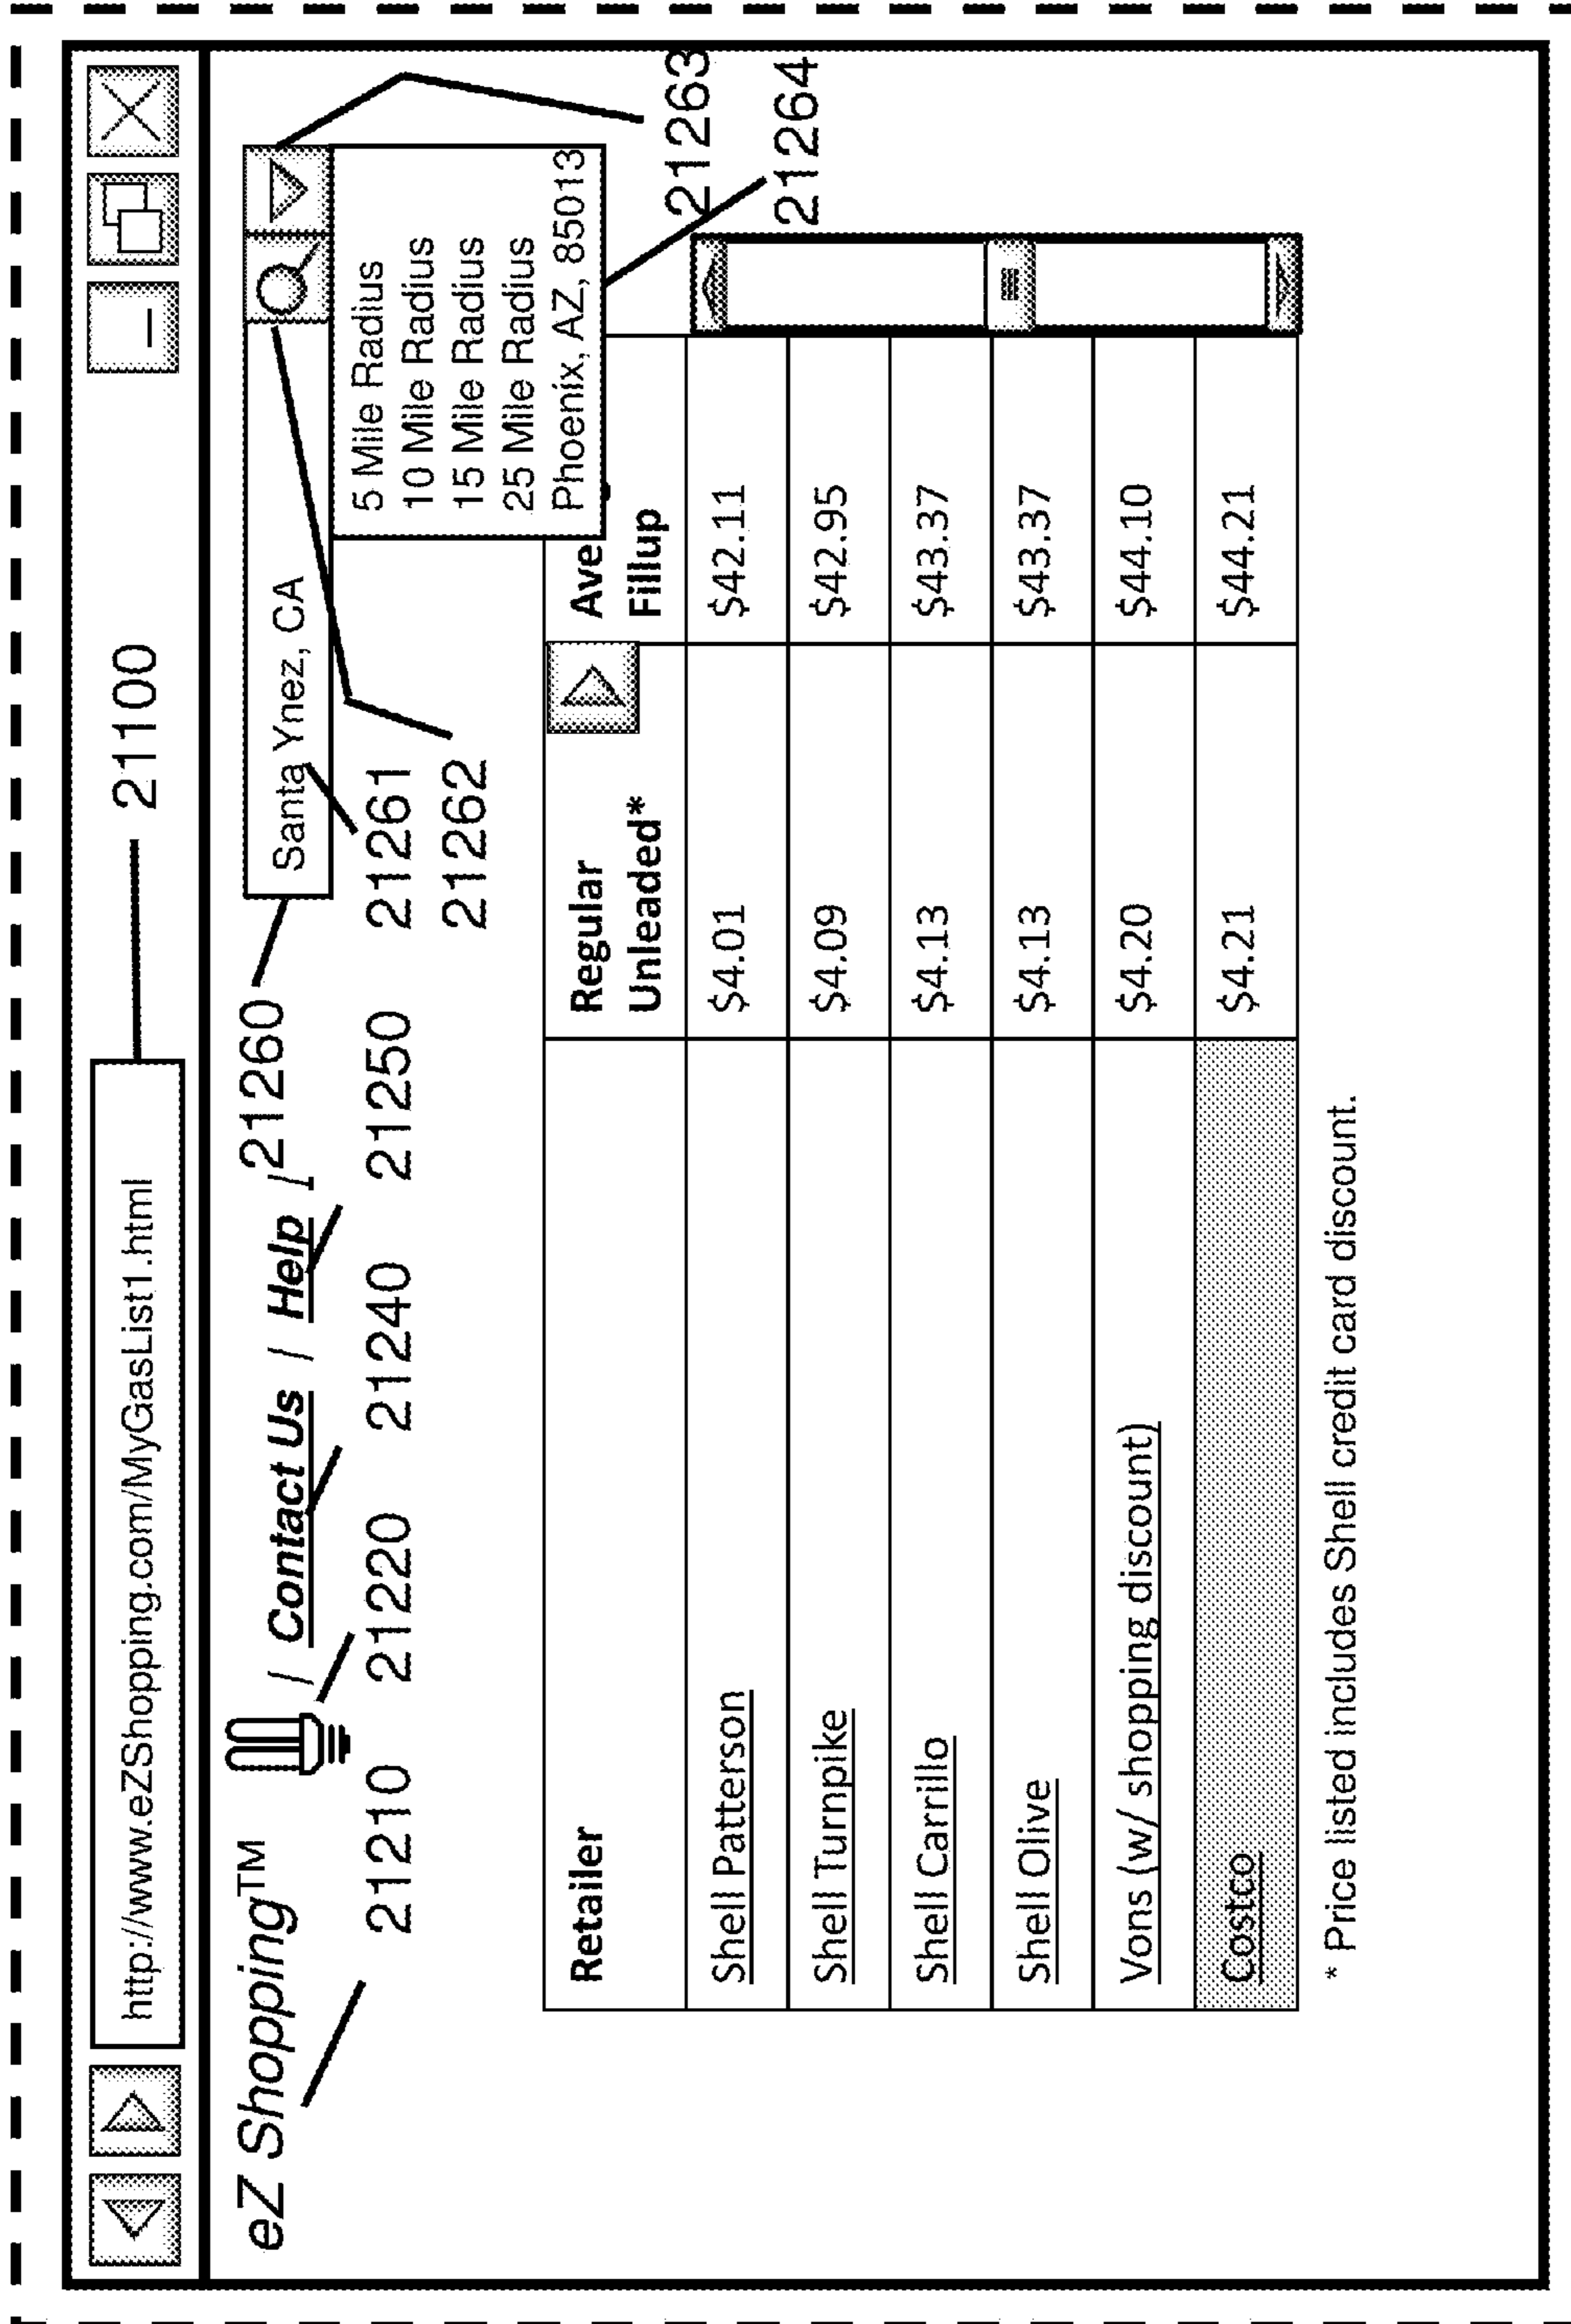 http://www.eZShopping.com/MyGasList1.html 21100
eZ Shopping™ / Contact Us / Help / 21260 Santa Ynez, CA
21210 21220 21240 21250 21261
21262
5 Mile Radius
10 Mile Radius
15 Mile Radius
25 Mile Radius
Phoenix, AZ, 85013
21263
21264
Retailer Regular Unleaded* Ave Fillup
Shell Patterson $4.01 $42.11
Shell Turnpike $4.09 $42.95
Shell Carrillo $4.13 $43.37
Shell Olive $4.13 $43.37
Vons (w/ shopping discount) $4.20 $44.10
Costco $4.21 $44.21
* Price listed includes Shell credit card discount.